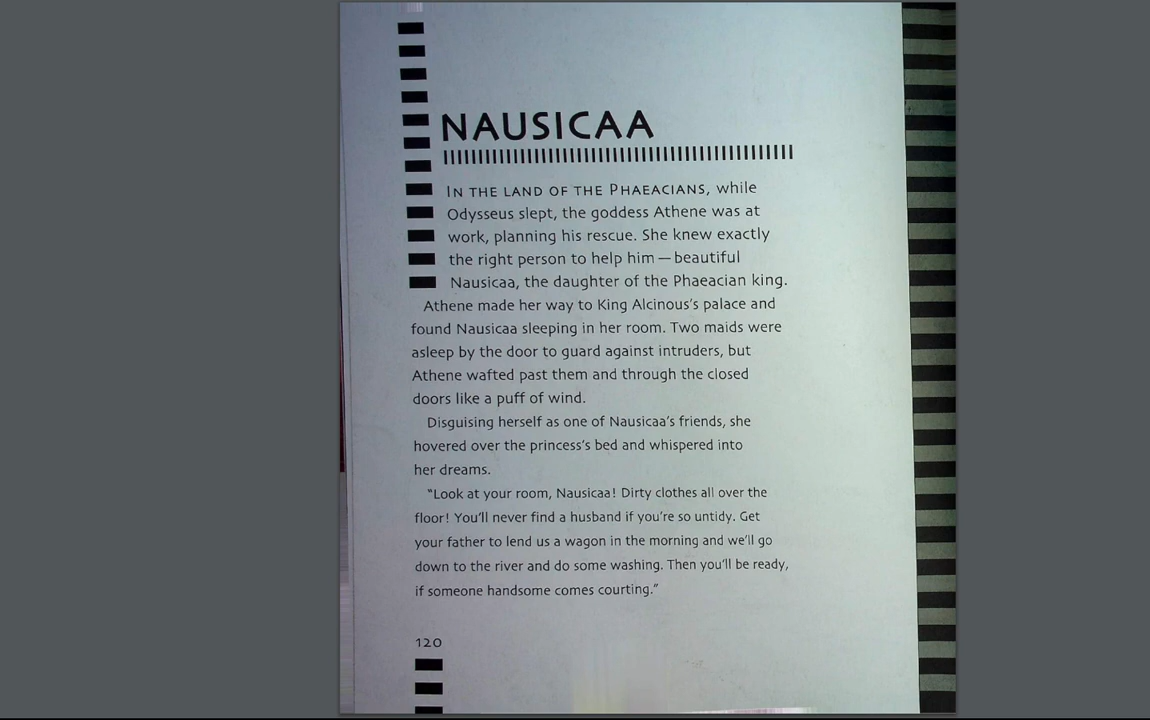 NAUSICAA
IN THE LAND OF THE PHAEACIANS, while
Odysseus slept, the goddess Athene was at
work, planning his rescue. She knew exactly
the right person to help him — beautiful
Nausicaa, the daughter of the Phaeacian king.
Athene made her way to King Alcinous's palace and
found Nausicaa sleeping in her room. Two maids were
asleep by the door to guard against intruders, but
Athene wafted past them and through the closed
doors like a puff of wind.
Disguising herself as one of Nausicaa's friends, she
hovered over the princess's bed and whispered into
her dreams.
"Look at your room, Nausicaa! Dirty clothes all over the
floor! You'll never find a husband if you're so untidy. Get
your father to lend us a wagon in the morning and we'll go
down to the river and do some washing. Then you'll be ready,
if someone handsome comes courting."
120